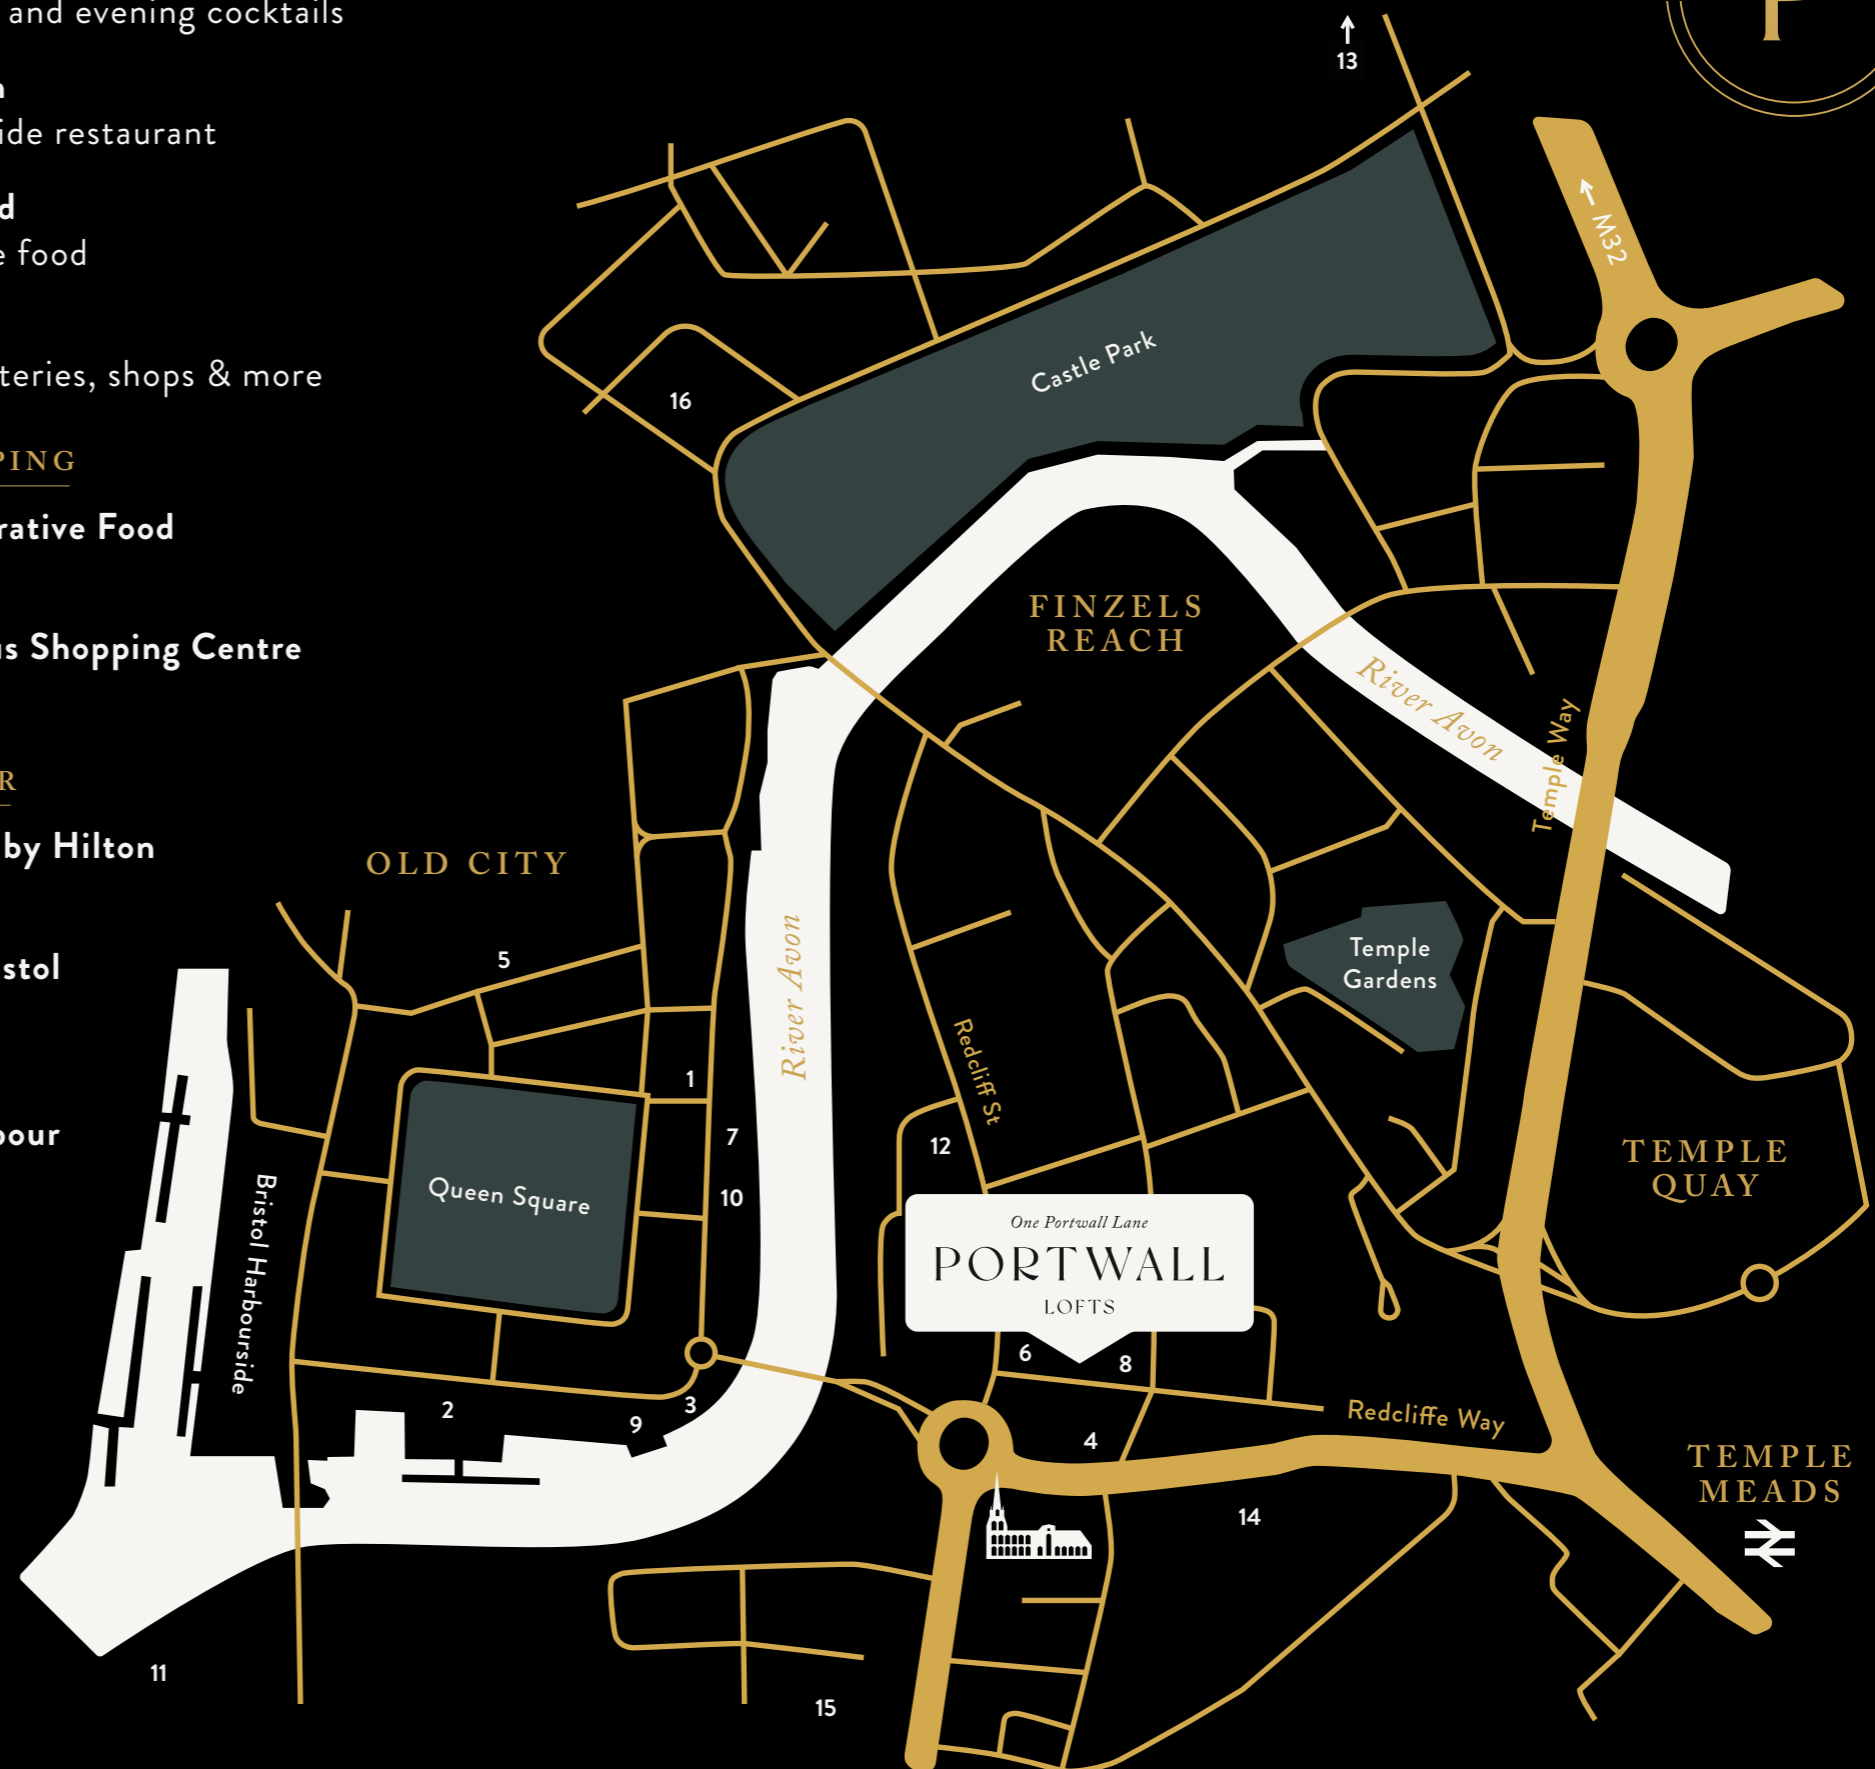 and evening cocktails
ide restaurant
d
e food
teries, shops & more
PING
rative Food
us Shopping Centre
R
by Hilton
stol
bour
13
M32
Castle Park
16
FINZELS
REACH
River Avon
Temple Way
OLD CITY
5
River Avon
Temple
Gardens
Redcliff St
1
7
12
10
Queen Square
Bristol Harbourside
TEMPLE
QUAY
One Portwall Lane
PORTWALL
LOFTS
6
8
2
3
9
4
Redcliffe Way
TEMPLE
MEADS
14
11
15